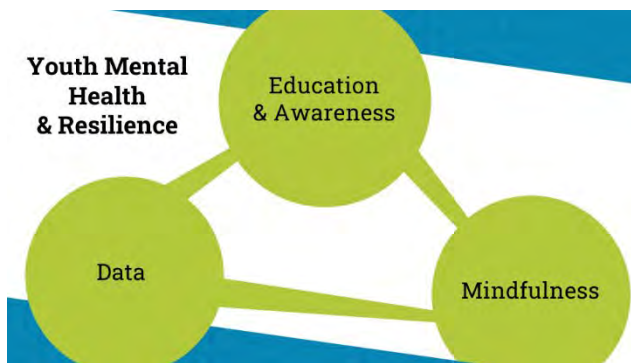 Youth Mental
Health
& Resilience
Education
& Awareness
Data
Mindfulness